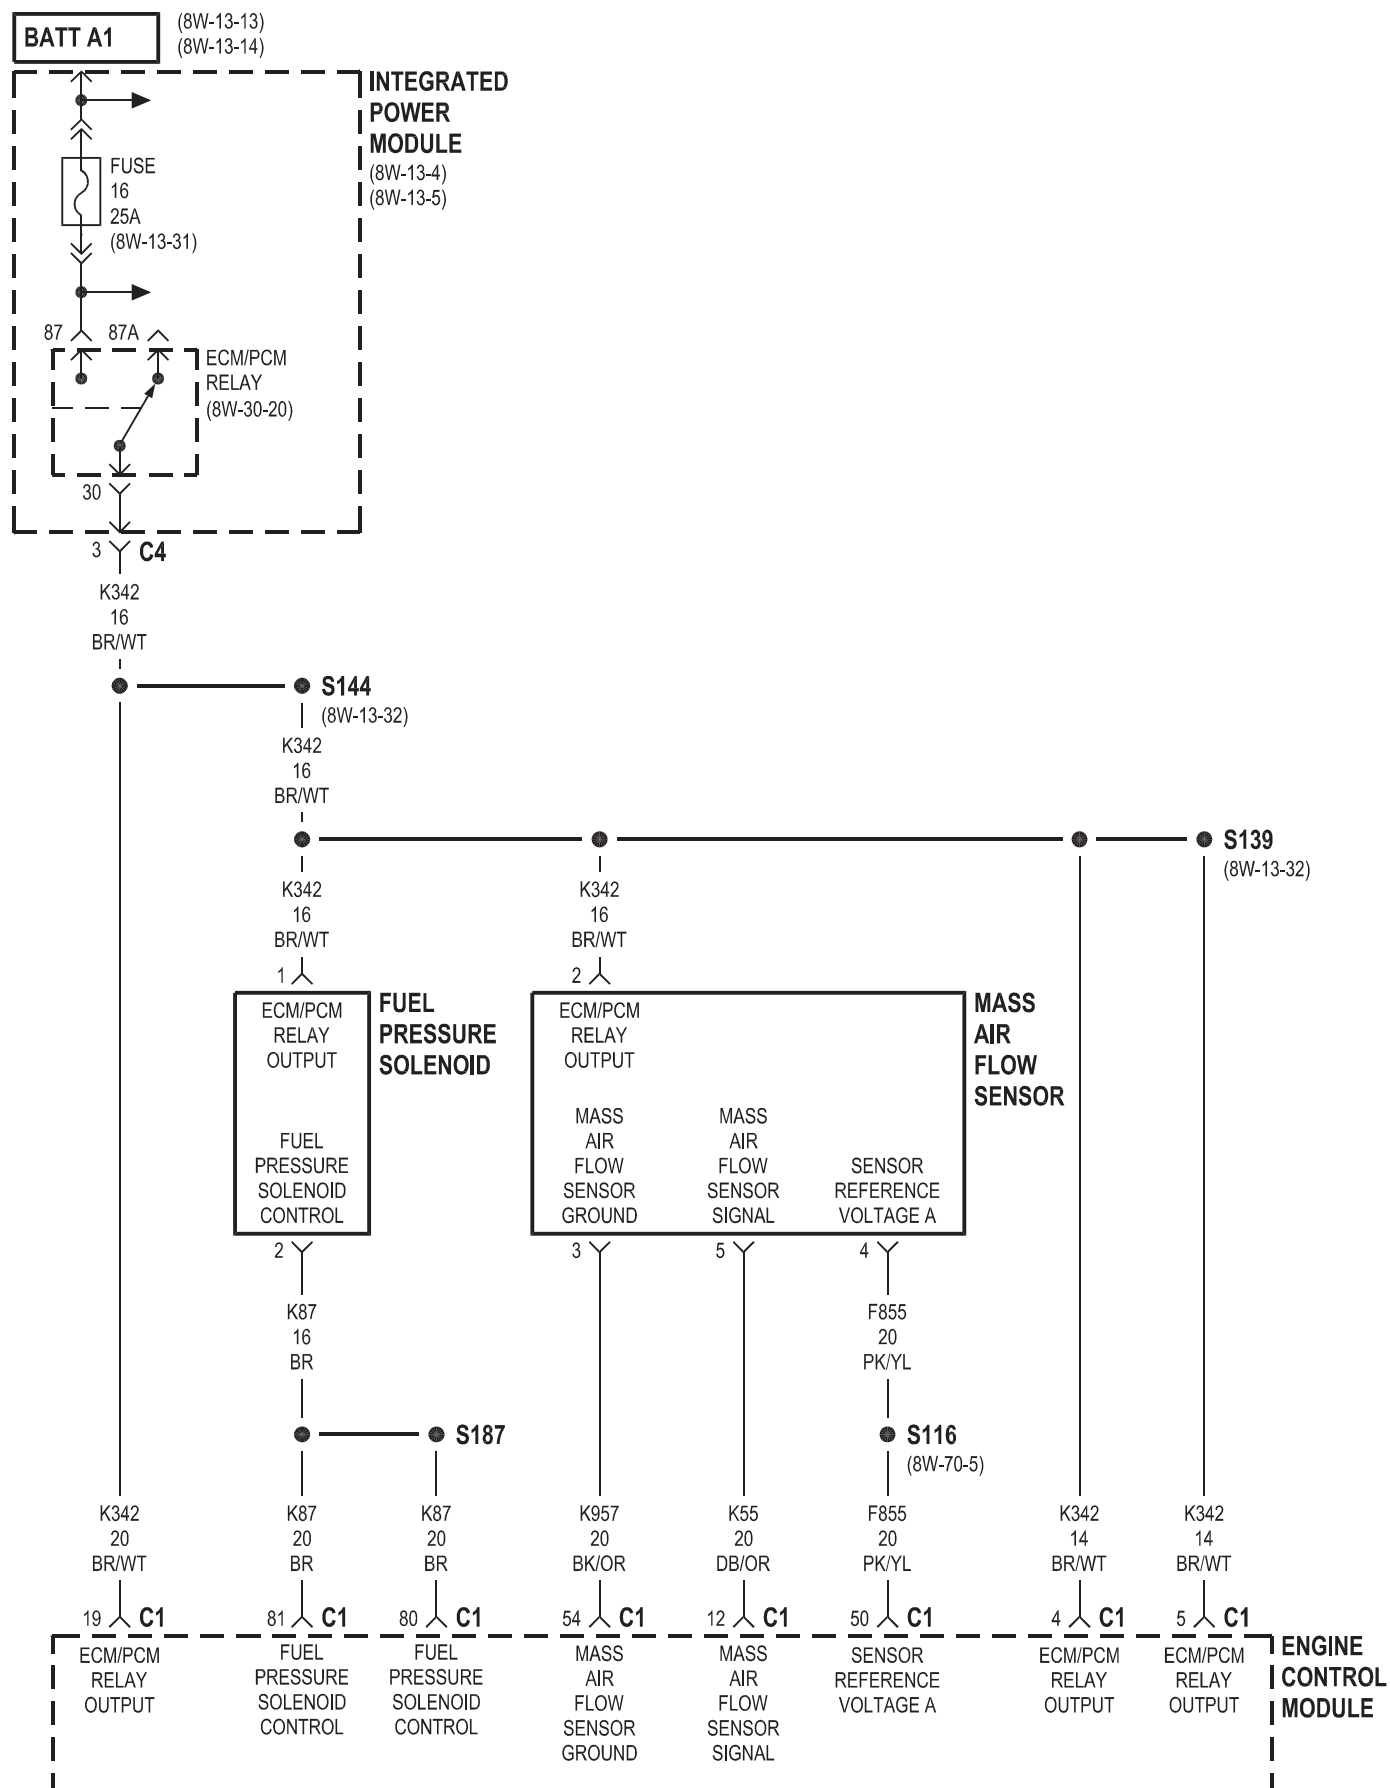 BATT A1
(8W-13-13)
(8W-13-14)
INTEGRATED
POWER
MODULE
(8W-13-4)
(8W-13-5)
FUSE
16
25A
(8W-13-31)
87
87A
ECM/PCM
RELAY
(8W-30-20)
30
3
C4
K342
16
BR/WT
S144
(8W-13-32)
K342
16
BR/WT
S139
(8W-13-32)
K342
16
BR/WT
K342
16
BR/WT
1
2
ECM/PCM
RELAY
OUTPUT
FUEL
PRESSURE
SOLENOID
CONTROL
FUEL
PRESSURE
SOLENOID
ECM/PCM
RELAY
OUTPUT
MASS
AIR
FLOW
SENSOR
GROUND
MASS
AIR
FLOW
SENSOR
SIGNAL
SENSOR
REFERENCE
VOLTAGE A
MASS
AIR
FLOW
SENSOR
2
3
5
4
K87
16
BR
F855
20
PK/YL
S187
S116
(8W-70-5)
K342
20
BR/WT
K87
20
BR
K87
20
BR
K957
20
BK/OR
K55
20
DB/OR
F855
20
PK/YL
K342
14
BR/WT
K342
14
BR/WT
19 C1
81 C1
80 C1
54 C1
12 C1
50 C1
4 C1
5 C1
ECM/PCM
RELAY
OUTPUT
FUEL
PRESSURE
SOLENOID
CONTROL
FUEL
PRESSURE
SOLENOID
CONTROL
MASS
AIR
FLOW
SENSOR
GROUND
MASS
AIR
FLOW
SENSOR
SIGNAL
SENSOR
REFERENCE
VOLTAGE A
ECM/PCM
RELAY
OUTPUT
ECM/PCM
RELAY
OUTPUT
ENGINE
CONTROL
MODULE